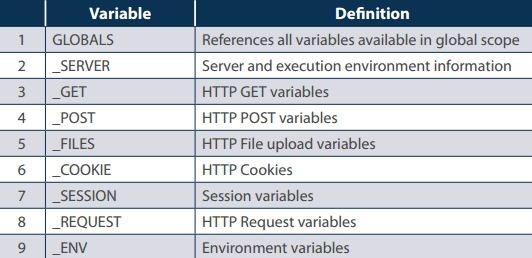 Variable Definition
1 GLOBALS References all variables available in global scope
2 _SERVER Server and execution environment information
3 _GET HTTP GET variables
4 _POST HTTP POST variables
5 _FILES HTTP File upload variables
6 _COOKIE HTTP Cookies
7 _SESSION Session variables
8 _REQUEST HTTP Request variables
9 _ENV Environment variables